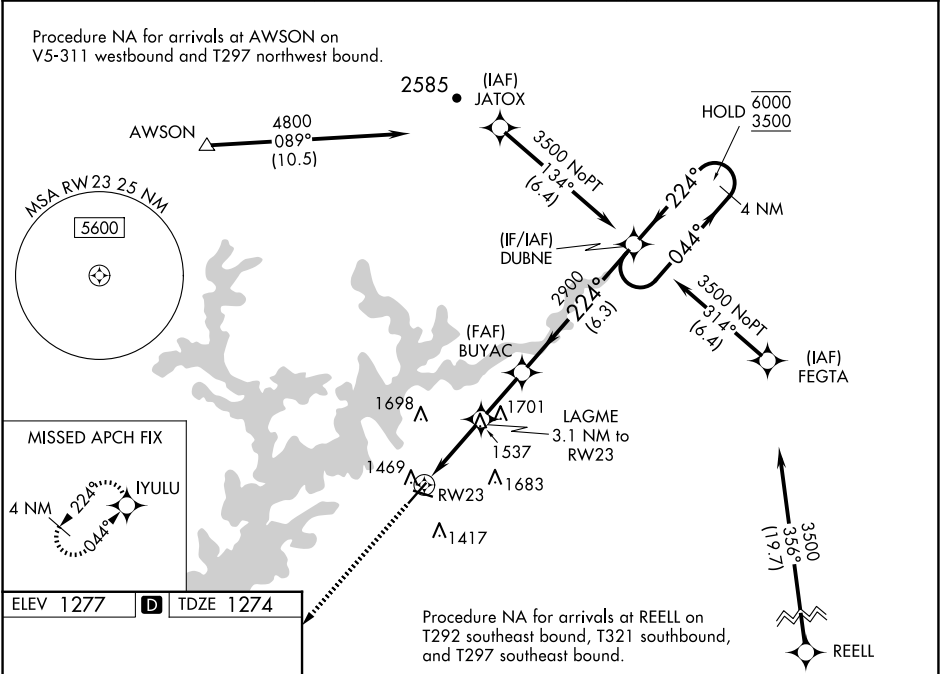 Procedure NA for arrivals at AWSON on
V5-311 westbound and T297 northwest bound.
2585
(IAF)
JATOX
HOLD
6000
3500
AWSON
4800
089°
(10.5)
3500 NoPT
134°
(6.4)
224°
4 NM
044°
MSA RW23 25 NM
5600
(IF/IAF)
DUBNE
2900
224°
(6.3)
3500 NoPT
314°
(6.4)
(IAF)
FEGTA
(FAF)
BUYAC
1698
1701
LAGME
3.1 NM to
RW23
1537
1469
RW23
1683
1417
MISSED APCH FIX
IYULU
4 NM
224°
044°
3500
356°
(19.7)
ELEV 1277
D
TDZE 1274
Procedure NA for arrivals at REELL on
T292 southeast bound, T321 southbound,
and T297 southeast bound.
REELL